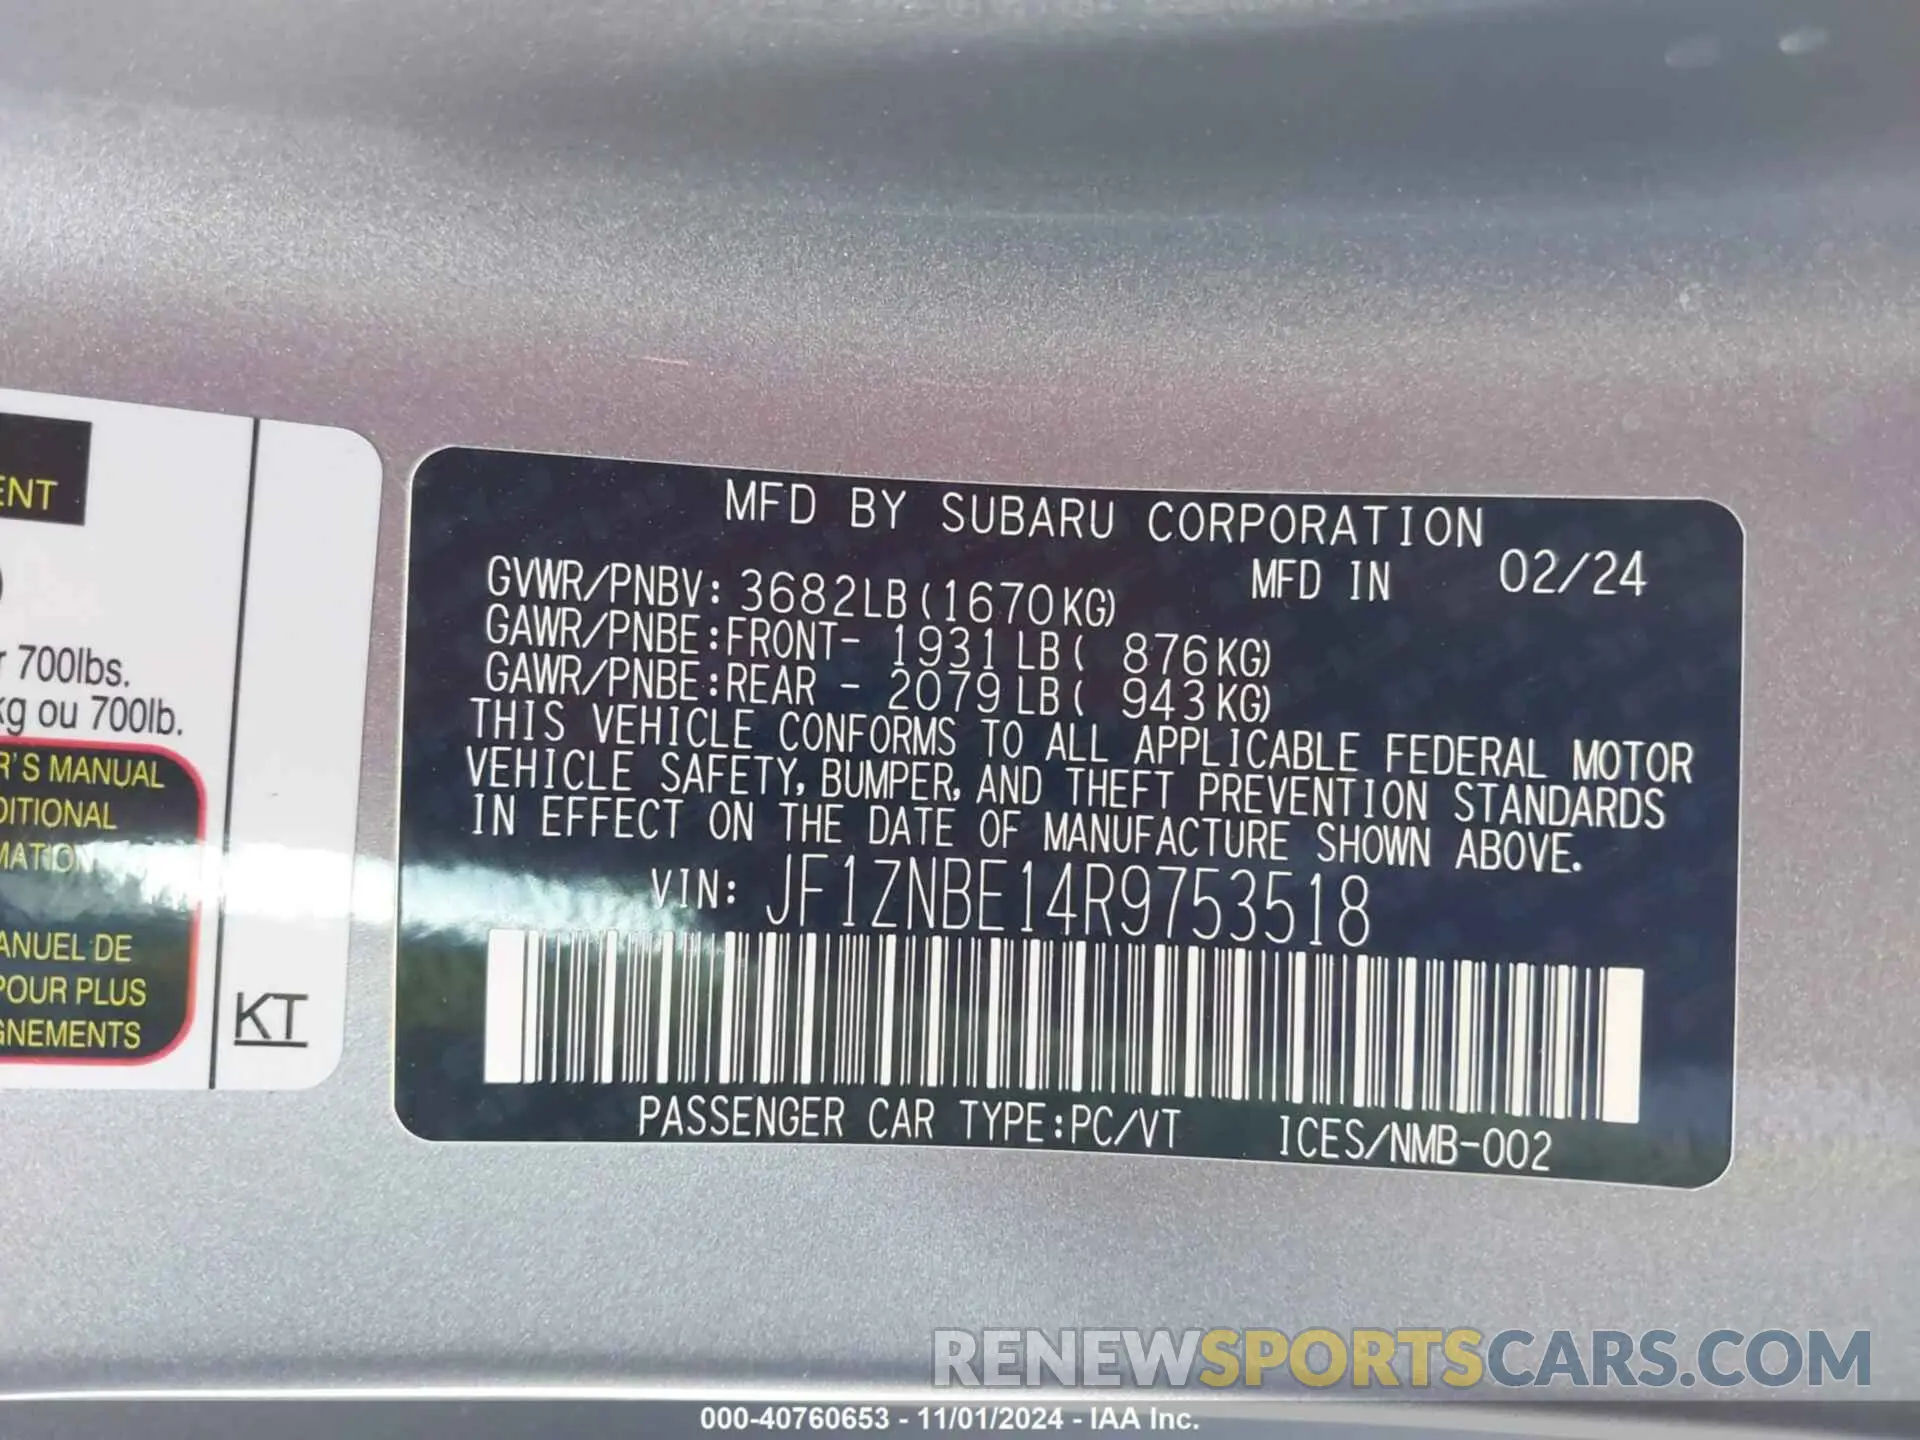 ENT
r 700lbs.
kg ou 700lb.
R'S MANUAL
DITIONAL
MATION
ANUEL DE
POUR PLUS
GNEMENTS
KT
MFD BY SUBARU CORPORATION
GVWR/PNBV: 3682LB(1670KG) MFD IN 02/24
GAWR/PNBE:FRONT- 1931LB( 876KG)
GAWR/PNBE:REAR - 2079LB( 943KG)
THIS VEHICLE CONFORMS TO ALL APPLICABLE FEDERAL MOTOR
VEHICLE SAFETY, BUMPER, AND THEFT PREVENTION STANDARDS
IN EFFECT ON THE DATE OF MANUFACTURE SHOWN ABOVE.
VIN: JF1ZNBE14R9753518
PASSENGER CAR TYPE:PC/VT ICES/NMB-002
RENEWSPORTSCARS.COM
000-40760653 - 11/01/2024 - IAA Inc.